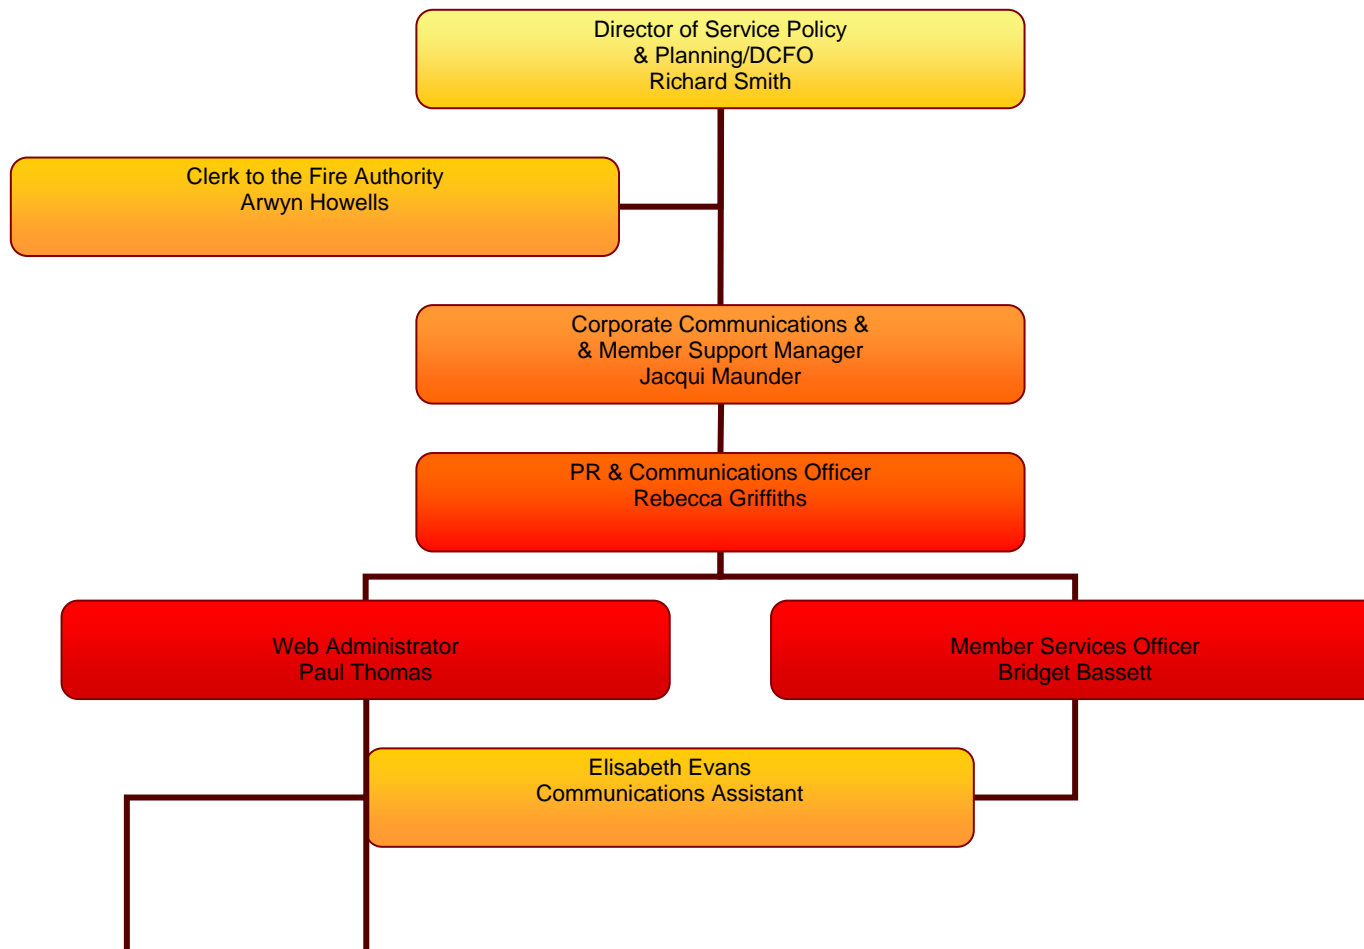 Director of Service Policy
& Planning/DCFO
Richard Smith
Clerk to the Fire Authority
Arwyn Howells
Corporate Communications &
& Member Support Manager
Jacqui Maunder
PR & Communications Officer
Rebecca Griffiths
Web Administrator
Paul Thomas
Member Services Officer
Bridget Bassett
Elisabeth Evans
Communications Assistant